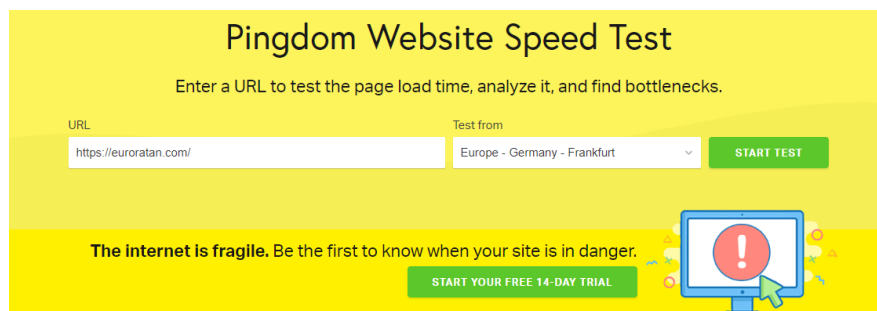 Pingdom Website Speed Test
Enter a URL to test the page load time, analyze it, and find bottlenecks.
URL
Test from
https://euroratan.com/
Europe - Germany - Frankfurt
START TEST
The internet is fragile. Be the first to know when your site is in danger.
START YOUR FREE 14-DAY TRIAL